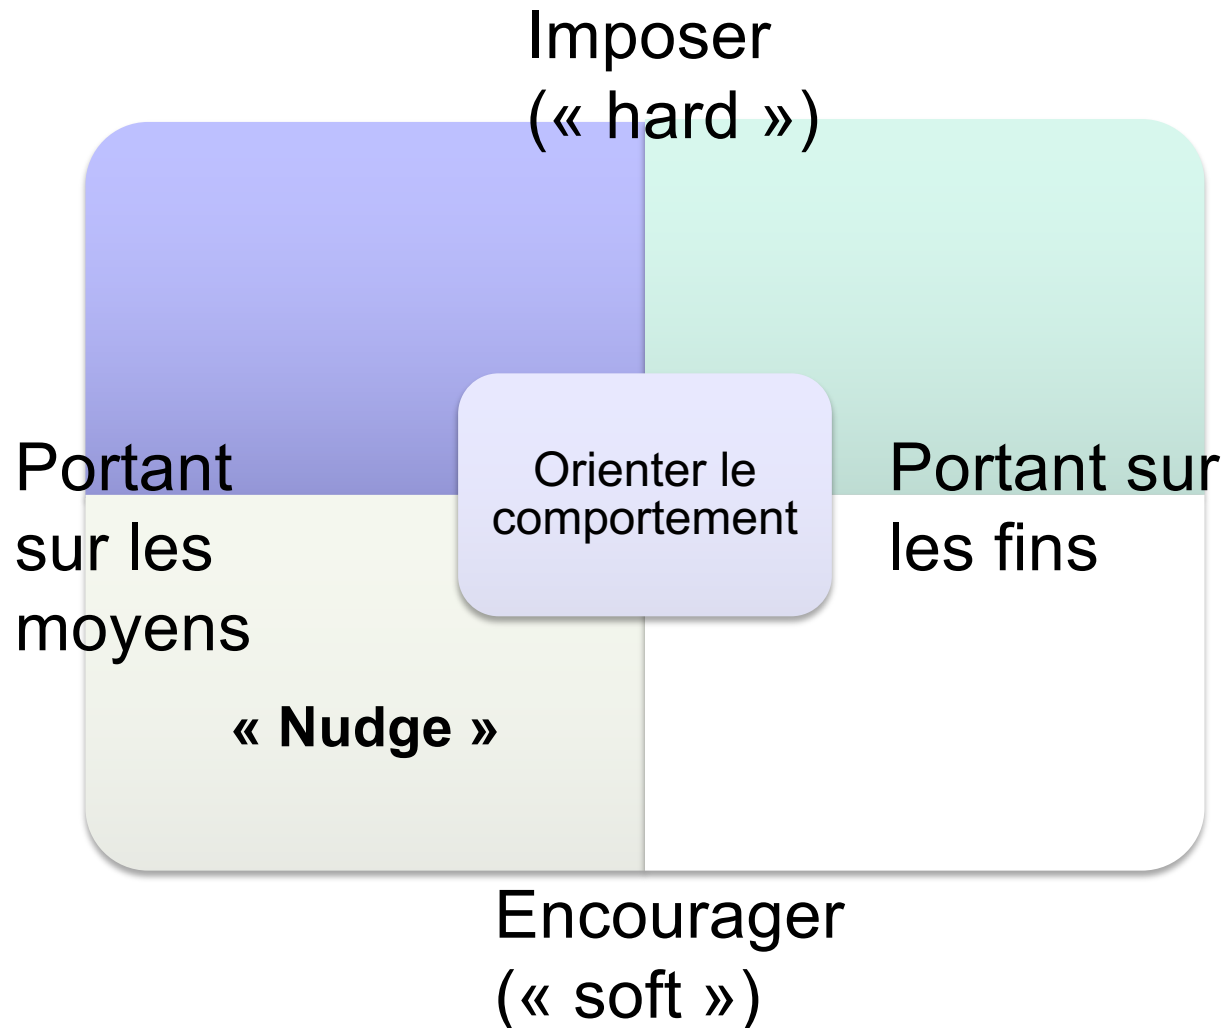 Imposer
(« hard »)
Portant
sur les
moyens
Orienter le
comportement
Portant sur
les fins
« Nudge »
Encourager
(« soft »)